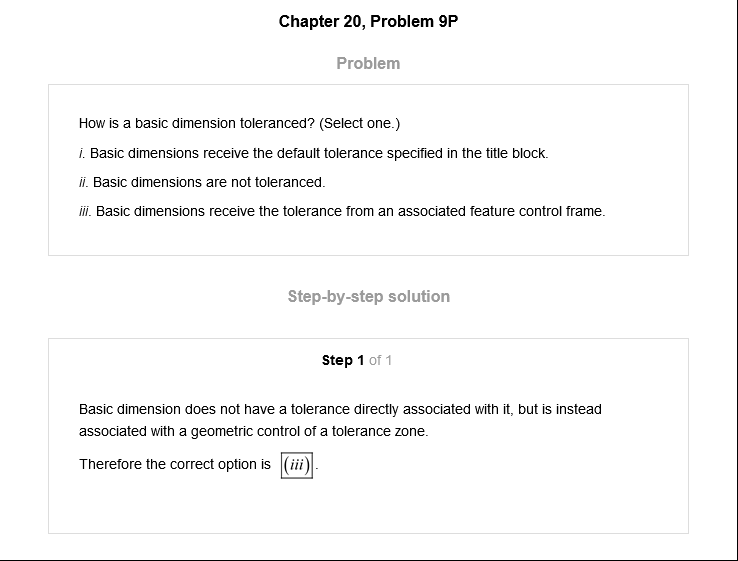 Chapter 20, Problem 9P
Problem
How is a basic dimension toleranced? (Select one.)
i. Basic dimensions receive the default tolerance specified in the title block.
ii. Basic dimensions are not toleranced.
iii. Basic dimensions receive the tolerance from an associated feature control frame.
Step-by-step solution
Step 1 of 1
Basic dimension does not have a tolerance directly associated with it, but is instead
associated with a geometric control of a tolerance zone.
Therefore the correct option is (iii).